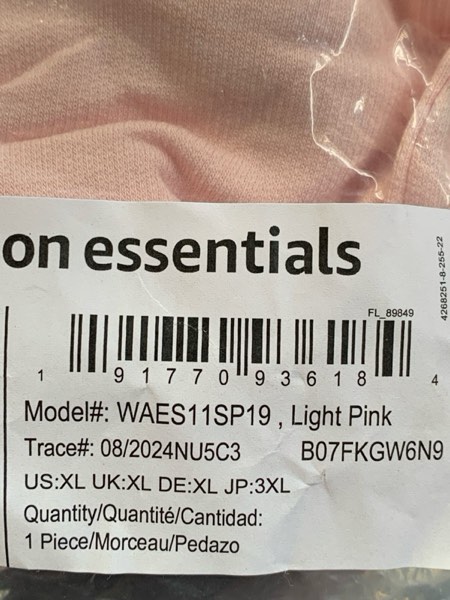 on essentials
4268251-8-255-22
FL_89849
1 91770 93618 4
Model#: WAES11SP19 , Light Pink
Trace#: 08/2024NU5C3 B07FKGW6N9
US:XL UK:XL DE:XL JP:3XL
Quantity/Quantité/Cantidad:
1 Piece/Morceau/Pedazo